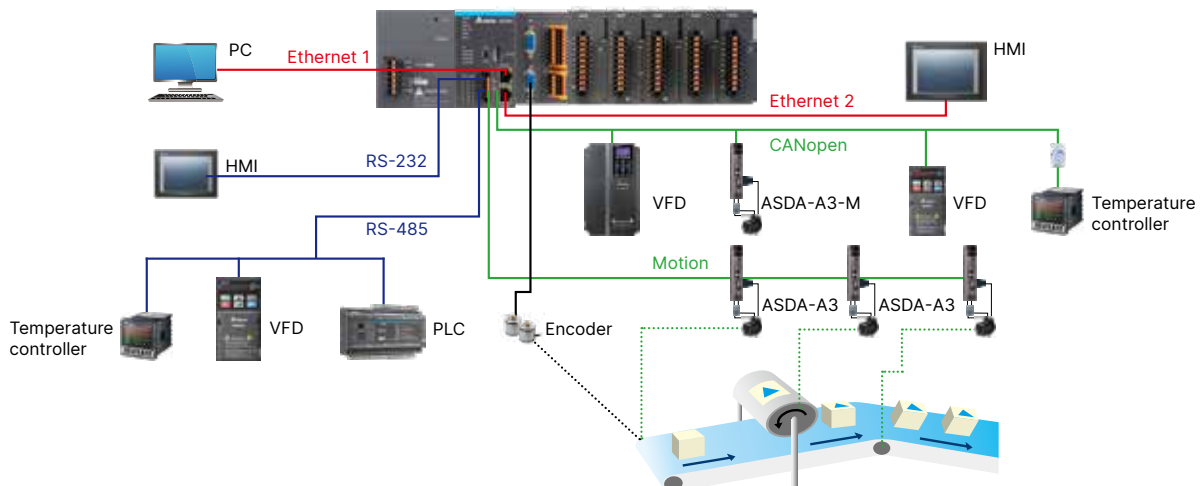 PC
Ethernet 1
HMI
Ethernet 2
CANopen
HMI
RS-232
VFD
ASDA-A3-M
VFD
Temperature
controller
RS-485
Motion
ASDA-A3
ASDA-A3
Temperature
controller
VFD
PLC
Encoder